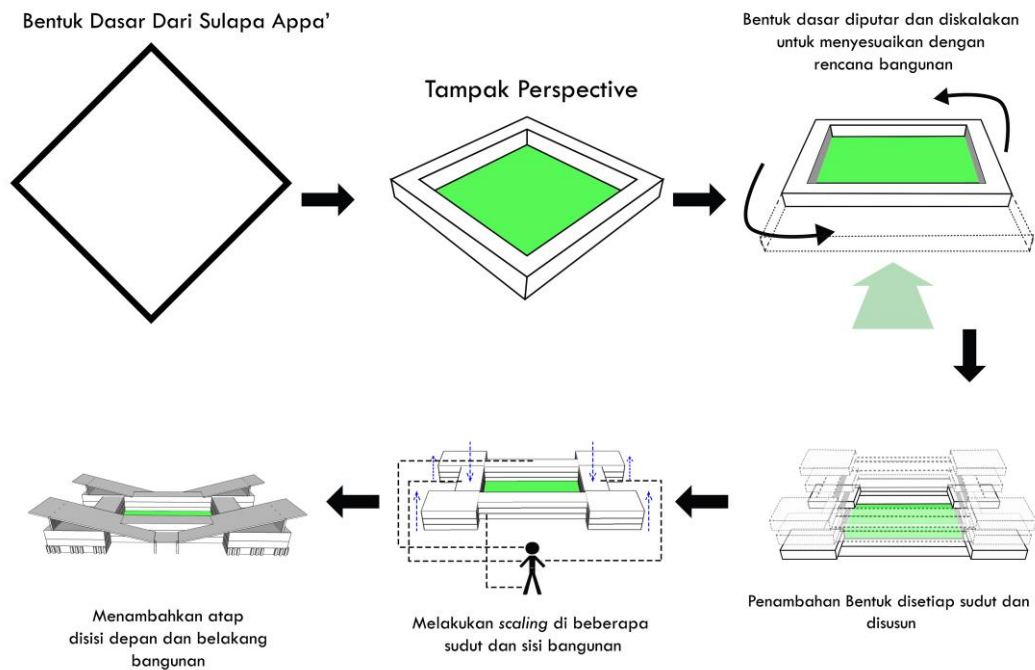 Bentuk Dasar Dari Sulapa Appa'
Tampak Perspective
Bentuk dasar diputar dan diskalakan
untuk menyesuaikan dengan
rencana bangunan
Penambahan Bentuk disetiap sudut dan
disusun
Melakukan scaling di beberapa
sudut dan sisi bangunan
Menambahkan atap
disisi depan dan belakang
bangunan